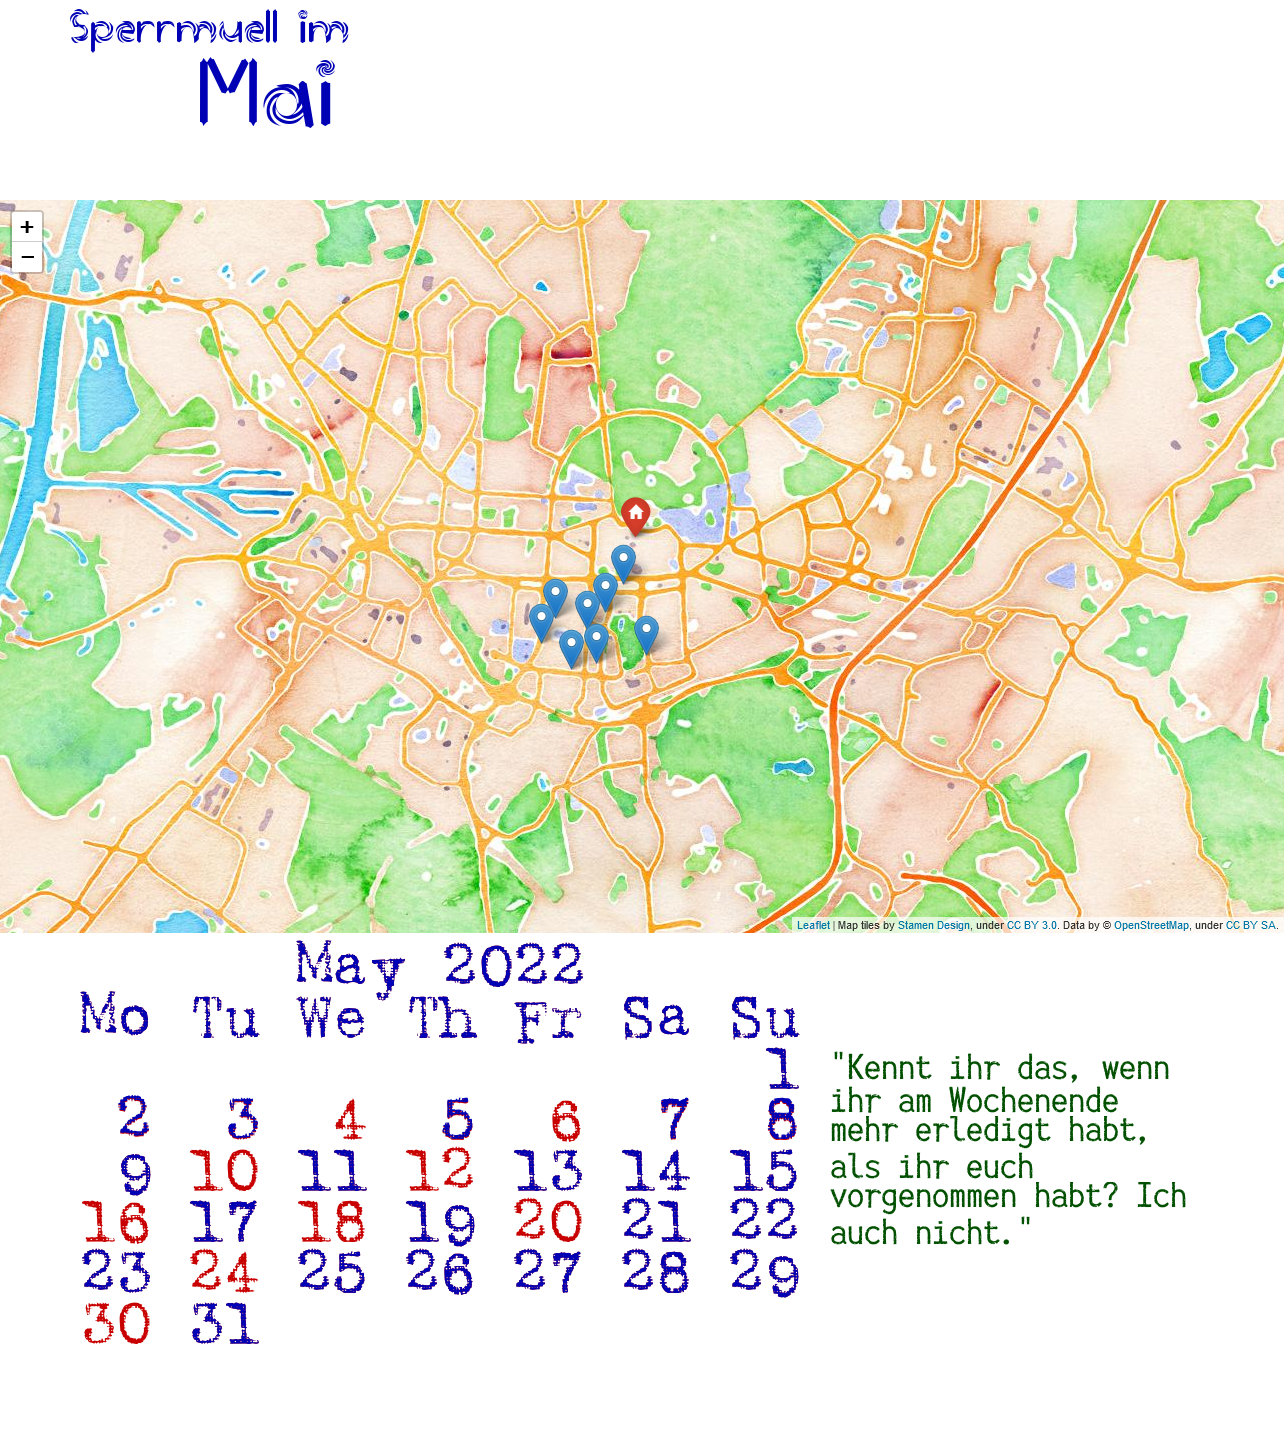 Sperrmuell im
Mai
+
−
Leaflet | Map tiles by Stamen Design, under CC BY 3.0. Data by © OpenStreetMap, under CC BY SA.
May 2022
Mo Tu We Th Fr Sa Su
1
2 3 4 5 6 7 8
9 10 11 12 13 14 15
16 17 18 19 20 21 22
23 24 25 26 27 28 29
30 31
"Kennt ihr das, wenn
ihr am Wochenende
mehr erledigt habt,
als ihr euch
vorgenommen habt? Ich
auch nicht."